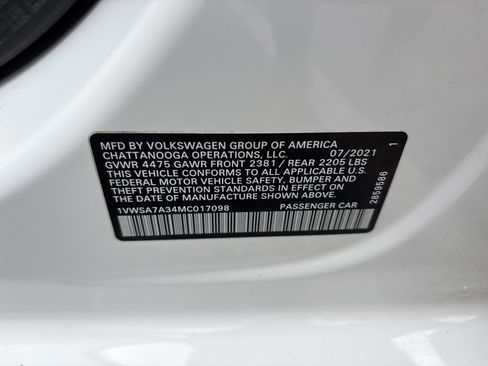 MFD BY VOLKSWAGEN GROUP OF AMERICA
CHATTANOOGA OPERATIONS, LLC. 07/2021
GVWR 4475 GAWR FRONT 2381 / REAR 2205 LBS
THIS VEHICLE CONFORMS TO ALL APPLICABLE U.S.
FEDERAL MOTOR VEHICLE SAFETY, BUMPER AND
THEFT PREVENTION STANDARDS IN EFFECT ON THE
DATE OF MANUFACTURE SHOWN ABOVE.
1VWSA7A34MC017098 PASSENGER CAR
2869686 1